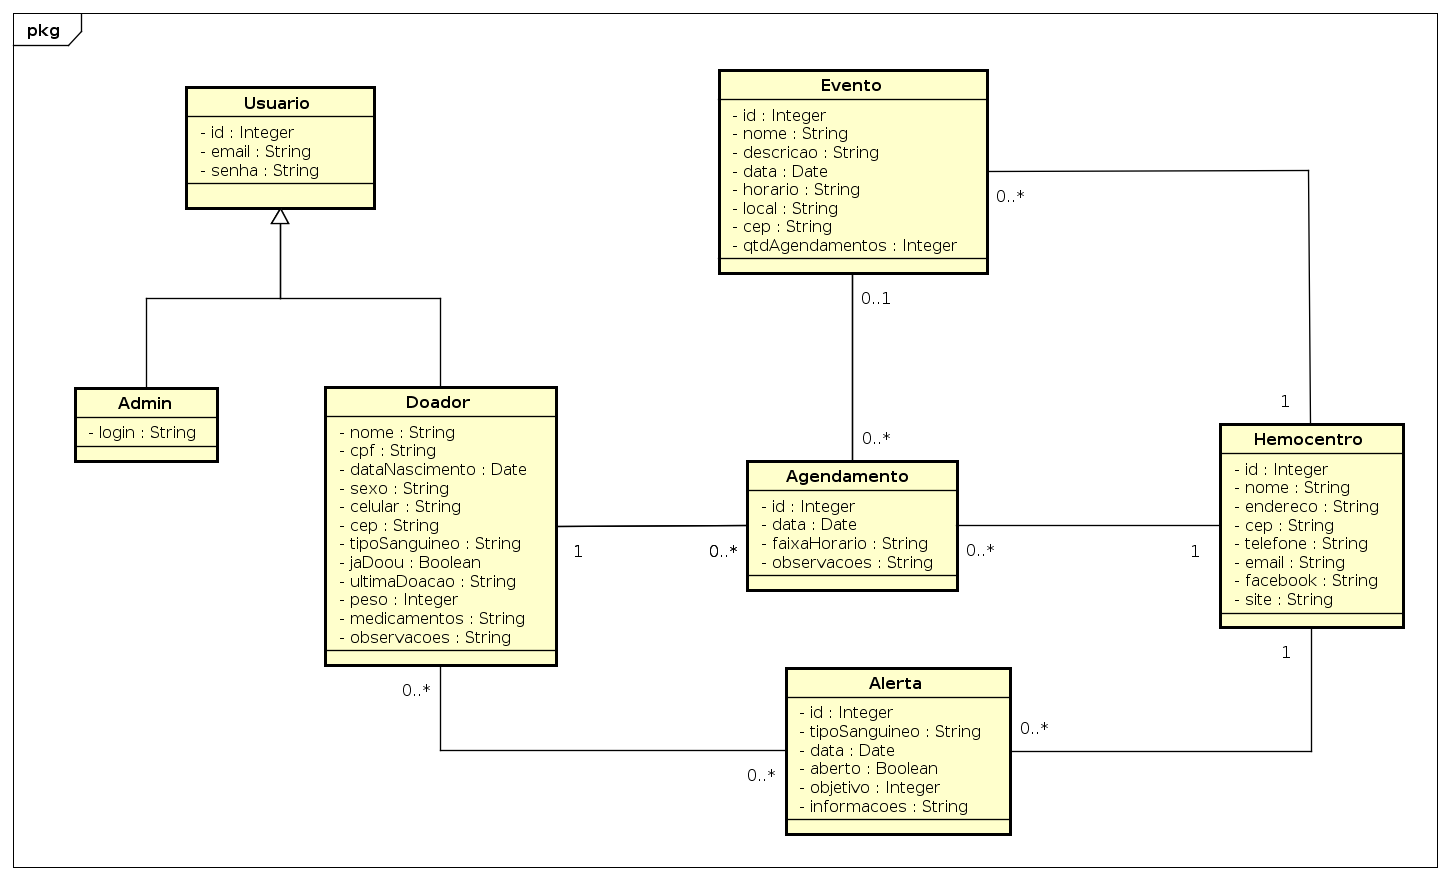 pkg
Usuario
- id : Integer
- email : String
- senha : String
Evento
- id : Integer
- nome : String
- descricao : String
- data : Date
- horario : String
- local : String
- cep : String
- qtdAgendamentos : Integer
0..*
0..1
1
0..*
Admin
- login : String
Doador
- nome : String
- cpf : String
- dataNascimento : Date
- sexo : String
- celular : String
- cep : String
- tipoSanguineo : String
- jaDoou : Boolean
- ultimaDoacao : String
- peso : Integer
- medicamentos : String
- observacoes : String
1
0..*
Agendamento
- id : Integer
- data : Date
- faixaHorario : String
- observacoes : String
0..*
1
Hemocentro
- id : Integer
- nome : String
- endereco : String
- cep : String
- telefone : String
- email : String
- facebook : String
- site : String
1
0..*
0..*
Alerta
- id : Integer
- tipoSanguineo : String
- data : Date
- aberto : Boolean
- objetivo : Integer
- informacoes : String
0..*